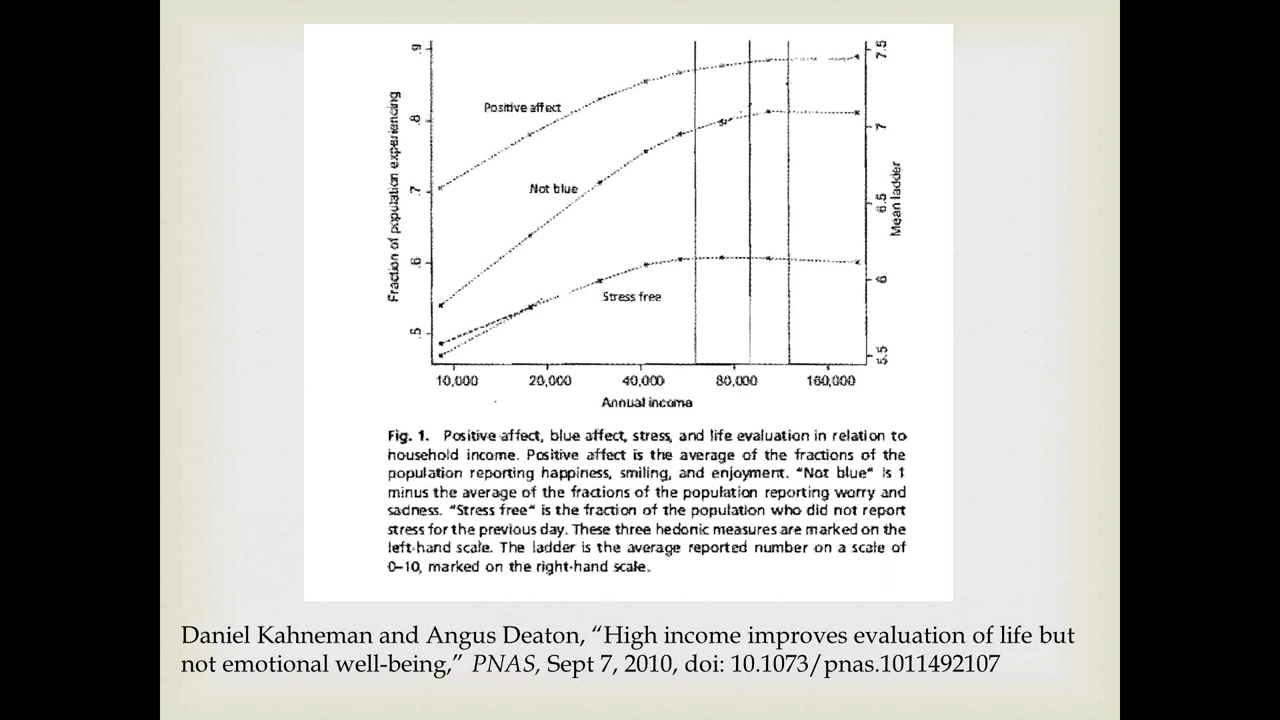 .9
.8
.7
.6
.5
Fraction of population experiencing
Positive affect
Not blue
Stress free
7.5
7
6.5
6
5.5
Mean ladder
10,000 20,000 40,000 80,000 160,000
Annual income
Fig. 1. Positive affect, blue affect, stress, and life evaluation in relation to
household income. Positive affect is the average of the fractions of the
population reporting happiness, smiling, and enjoyment. "Not blue" is 1
minus the average of the fractions of the population reporting worry and
sadness. "Stress free" is the fraction of the population who did not report
stress for the previous day. These three hedonic measures are marked on the
left-hand scale. The ladder is the average reported number on a scale of
0–10, marked on the right-hand scale.
Daniel Kahneman and Angus Deaton, “High income improves evaluation of life but
not emotional well-being,” PNAS, Sept 7, 2010, doi: 10.1073/pnas.1011492107